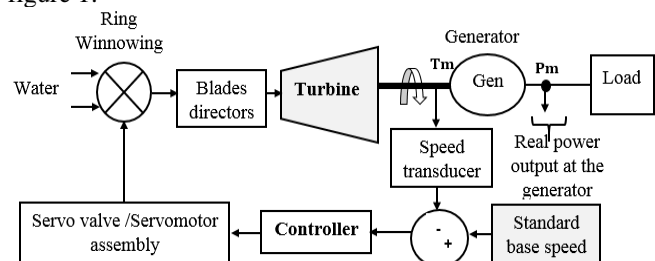 figure 1.
Ring
Winnowing
Water
Blades
directors
Turbine
Tm
Generator
Gen
Pm
Load
Speed
transducer
Real power
output at the
generator
Servo valve /Servomotor
assembly
Controller
-
+
Standard
base speed